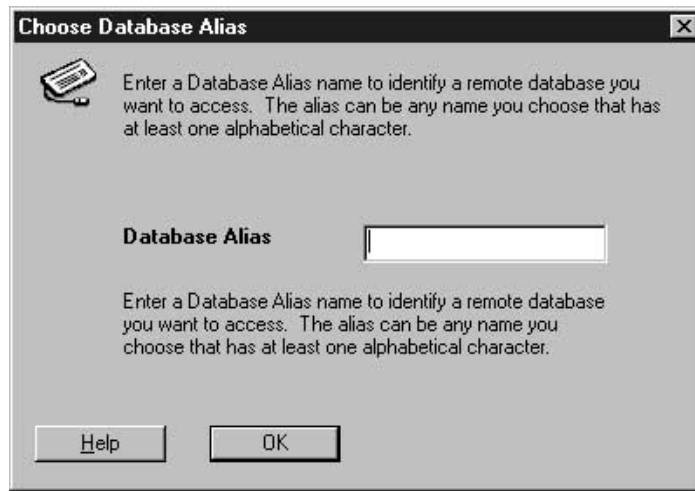 Choose Database Alias
Enter a Database Alias name to identify a remote database you
want to access. The alias can be any name you choose that has
at least one alphabetical character.
Database Alias
Enter a Database Alias name to identify a remote database
you want to access. The alias can be any name you
choose that has at least one alphabetical character.
Help
OK